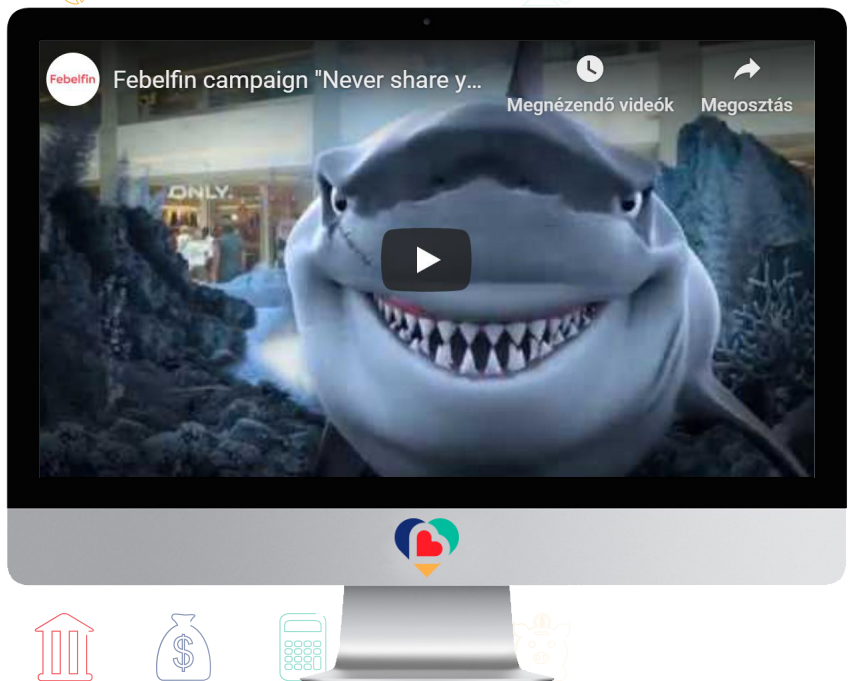 Febelfin
Febelfin campaign "Never share y...
Megnézendő videók
Megosztás
ONLY.
$